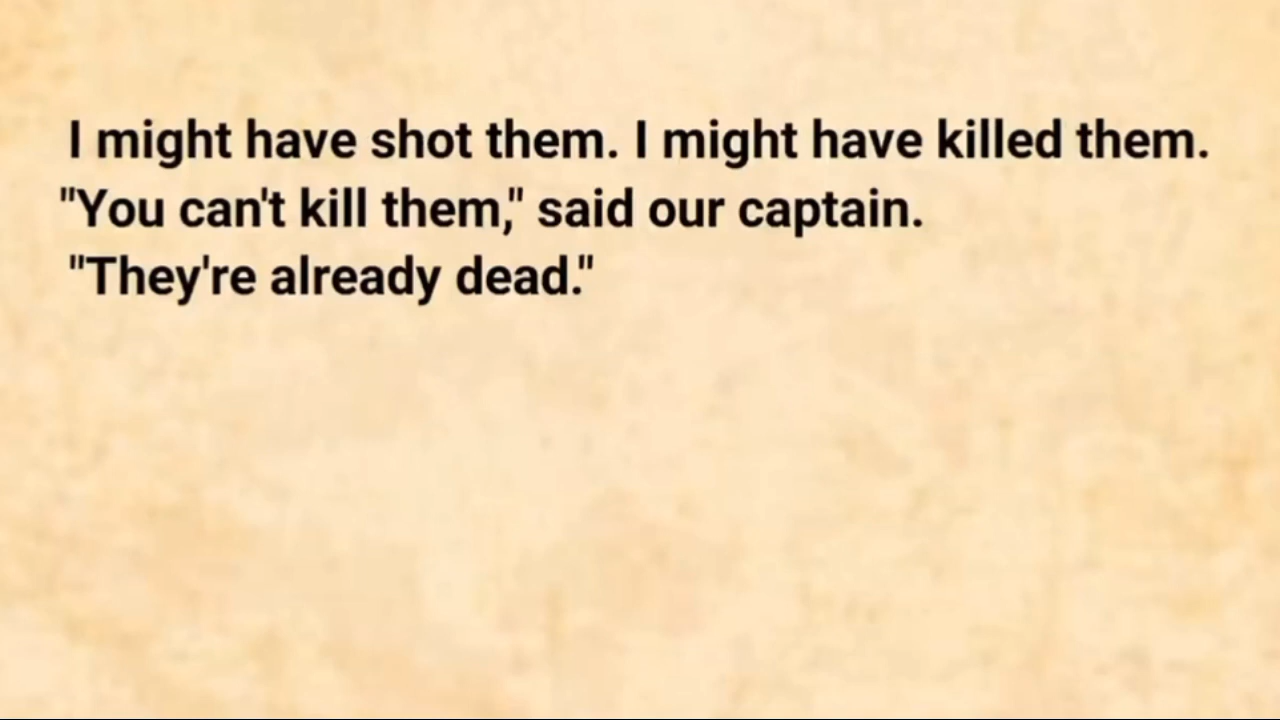 I might have shot them. I might have killed them.
"You can't kill them," said our captain.
"They're already dead."